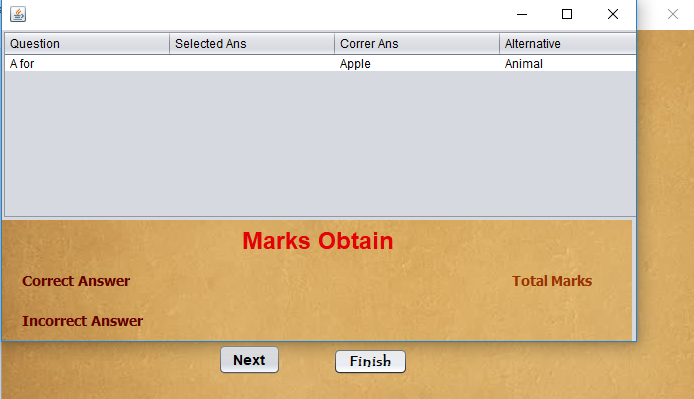 Question Selected Ans Correr Ans Alternative
A for Apple Animal
Marks Obtain
Correct Answer Total Marks
Incorrect Answer
Next Finish